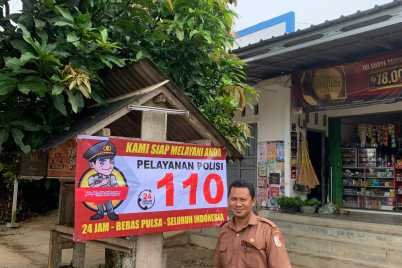 KAMI SIAP MELAYANI ANDA
PELAYANAN POLISI
110
24
24 JAM - BEBAS PULSA - SELURUH INDONESIA